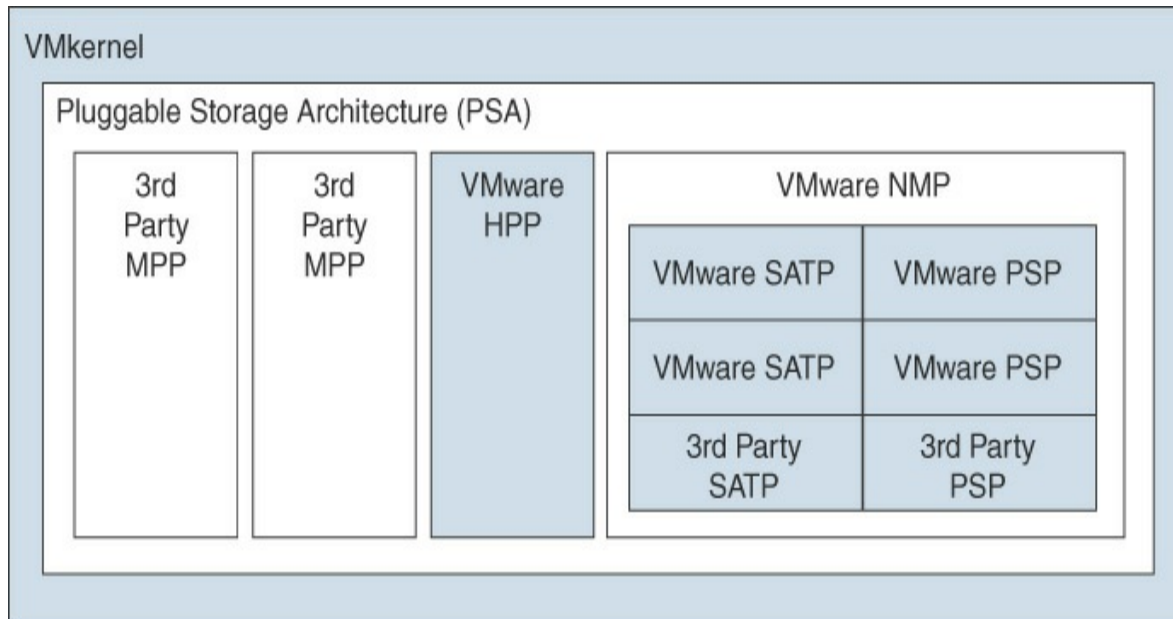 VMkernel
Pluggable Storage Architecture (PSA)
3rd
Party
MPP
3rd
Party
MPP
VMware
HPP
VMware NMP
VMware SATP
VMware PSP
VMware SATP
VMware PSP
3rd Party
SATP
3rd Party
PSP